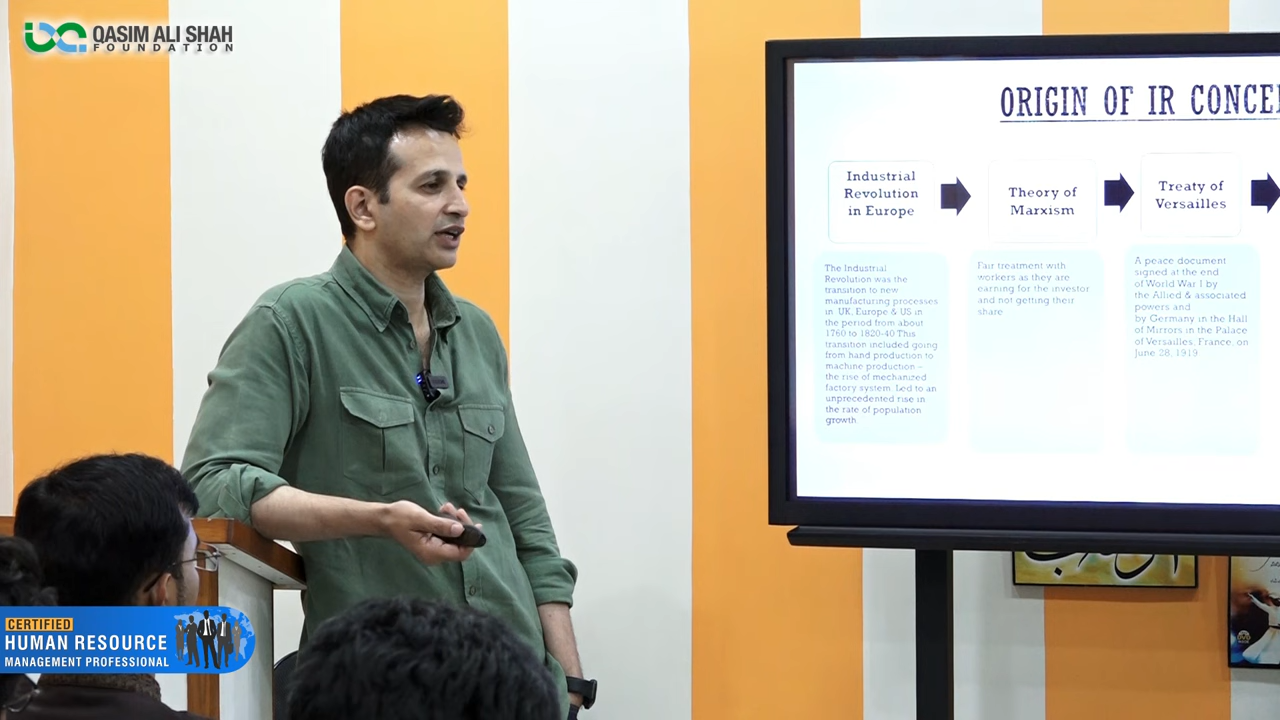 QASIM ALI SHAH
FOUNDATION
ORIGIN OF IR
Industrial
Revolution
in Europe
Theory of
Marxism
Treaty of
Versailles
The Industrial
Revolution was the
transition to new
manufacturing processes
in UK, Europe & US in
the period from about
1760 to 1820-40 This
transition included going
from hand production to
machine production –
the rise of mechanized
factory system. Led to an
unprecedented rise in
the rate of population
growth.
Fair treatment with
workers as they are
earning for the investor
and not getting their
share
A peace document
signed at the end
of World War I by
the Allied & associated
powers and
by Germany in the Hall
of Mirrors in the Palace
of Versailles, France, on
June 28, 1919
CERTIFIED
HUMAN RESOURCE
MANAGEMENT PROFESSIONAL